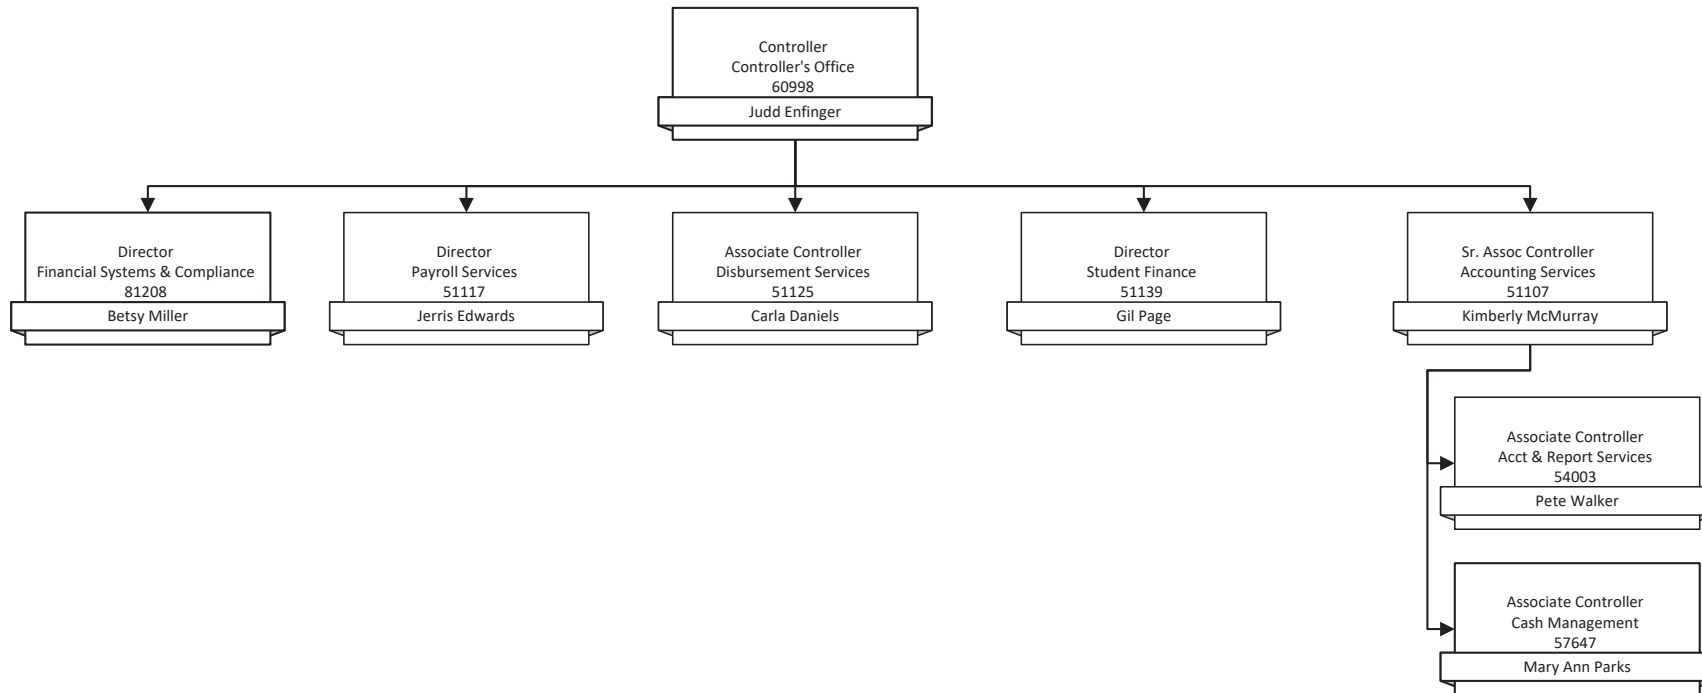 Controller
Controller's Office
60998
Judd Enfinger
Director
Financial Systems & Compliance
81208
Betsy Miller
Director
Payroll Services
51117
Jerris Edwards
Associate Controller
Disbursement Services
51125
Carla Daniels
Director
Student Finance
51139
Gil Page
Sr. Assoc Controller
Accounting Services
51107
Kimberly McMurray
Associate Controller
Acct & Report Services
54003
Pete Walker
Associate Controller
Cash Management
57647
Mary Ann Parks